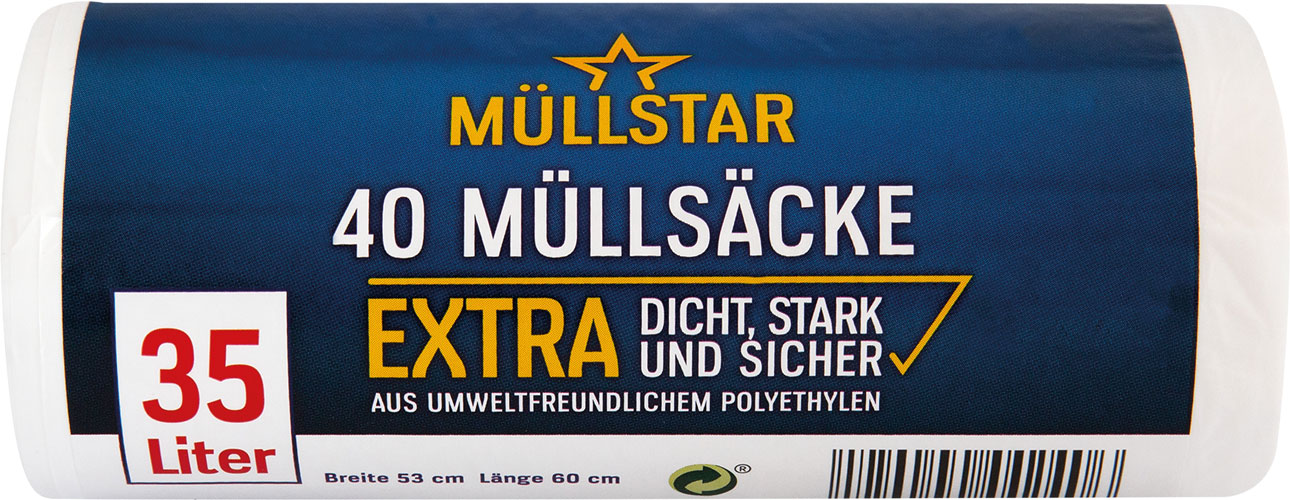 MÜLLSTAR
40 MÜLLSÄCKE
EXTRA DICHT, STARK
UND SICHER
AUS UMWELTFREUNDLICHEM POLYETHYLEN
35
Liter
Breite 53 cm Länge 60 cm
®